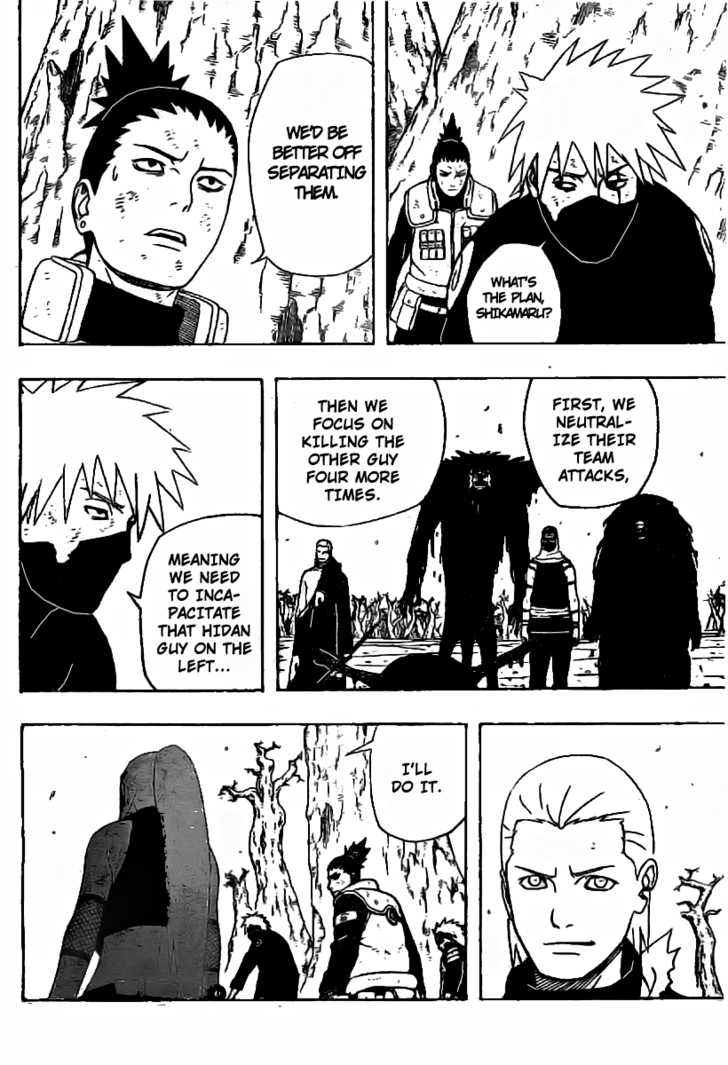 WHAT'S
THE PLAN,
SHIKAMARU?
WE'D BE
BETTER OFF
SEPARATING
THEM.
FIRST, WE
NEUTRAL-
IZE THEIR
TEAM
ATTACKS,
THEN WE
FOCUS ON
KILLING THE
OTHER GUY
FOUR MORE
TIMES.
MEANING
WE NEED
TO INCA-
PACITATE
THAT HIDAN
GUY ON THE
LEFT...
I'LL
DO IT.